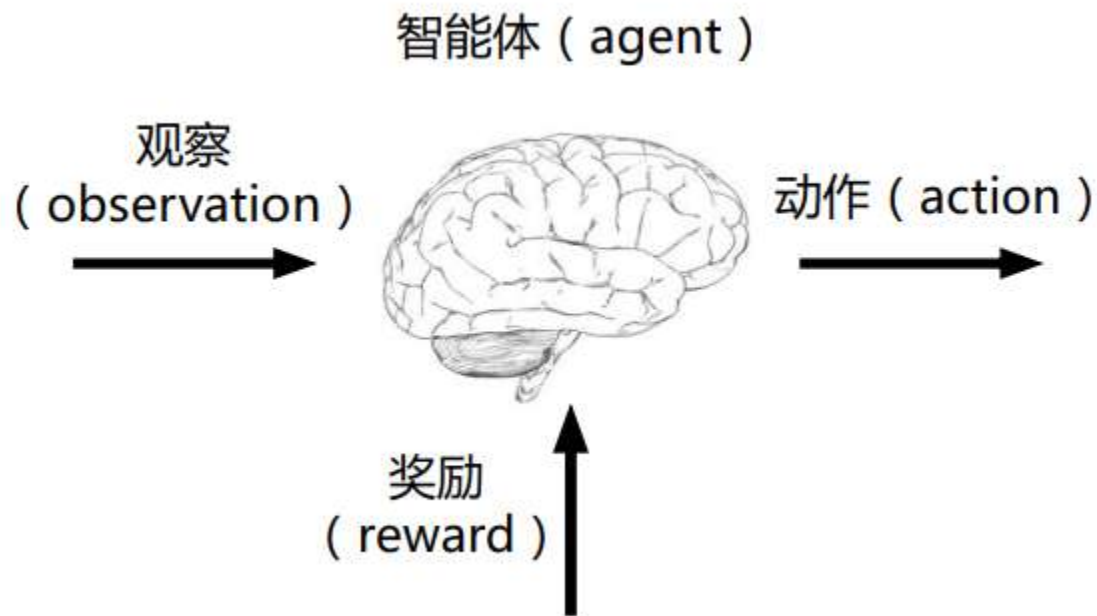 智能体（agent）
观察
（observation）
动作（action）
奖励
（reward）